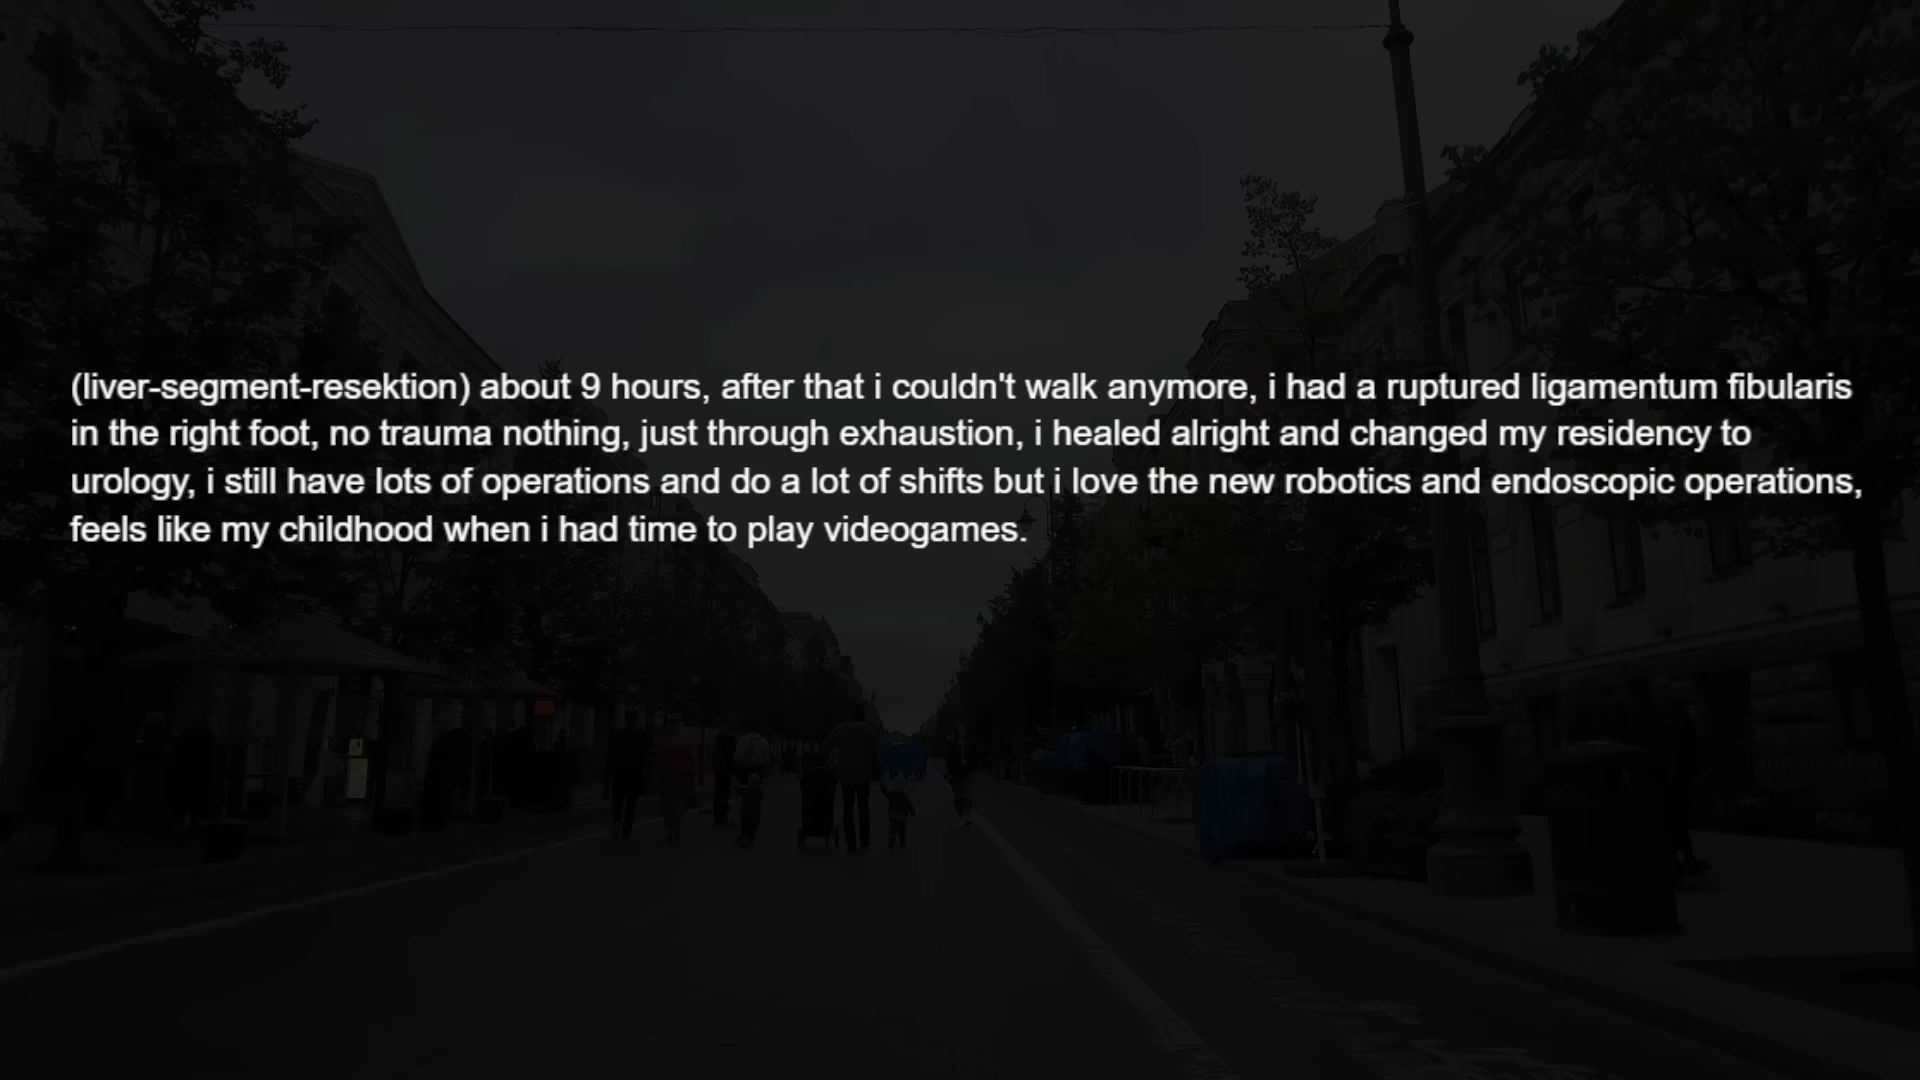 (liver-segment-resektion) about 9 hours, after that i couldn't walk anymore, i had a ruptured ligamentum fibularis
in the right foot, no trauma nothing, just through exhaustion, i healed alright and changed my residency to
urology, i still have lots of operations and do a lot of shifts but i love the new robotics and endoscopic operations,
feels like my childhood when i had time to play videogames.